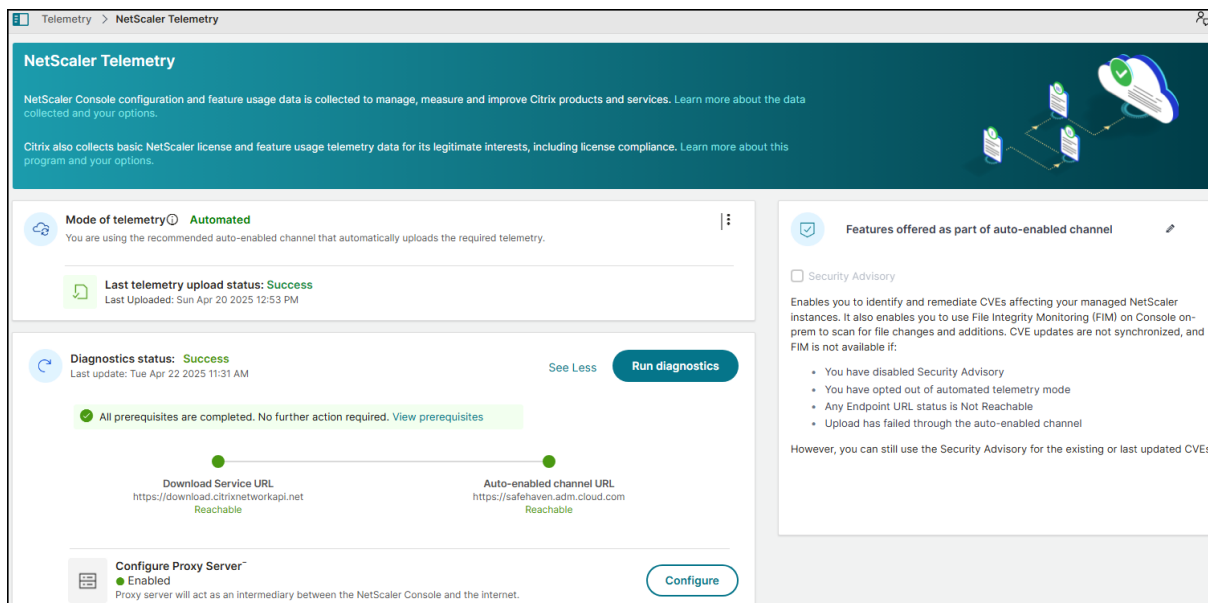 Telemetry > NetScaler Telemetry
NetScaler Telemetry
NetScaler Console configuration and feature usage data is collected to manage, measure and improve Citrix products and services. Learn more about the data
collected and your options.
Citrix also collects basic NetScaler license and feature usage telemetry data for its legitimate interests, including license compliance. Learn more about this
program and your options.
Mode of telemetry Automated
You are using the recommended auto-enabled channel that automatically uploads the required telemetry.
Last telemetry upload status: Success
Last Uploaded: Sun Apr 20 2025 12:53 PM
Diagnostics status: Success
Last update: Tue Apr 22 2025 11:31 AM
See Less
Run diagnostics
All prerequisites are completed. No further action required. View prerequisites
Download Service URL
https://download.citrixnetworkapi.net
Reachable
Auto-enabled channel URL
https://safehaven.adm.cloud.com
Reachable
Configure Proxy Server~
Enabled
Proxy server will act as an intermediary between the NetScaler Console and the internet.
Configure
Features offered as part of auto-enabled channel
Security Advisory
Enables you to identify and remediate CVEs affecting your managed NetScaler
instances. It also enables you to use File Integrity Monitoring (FIM) on Console on-
prem to scan for file changes and additions. CVE updates are not synchronized, and
FIM is not available if:
• You have disabled Security Advisory
• You have opted out of automated telemetry mode
• Any Endpoint URL status is Not Reachable
• Upload has failed through the auto-enabled channel
However, you can still use the Security Advisory for the existing or last updated CVEs